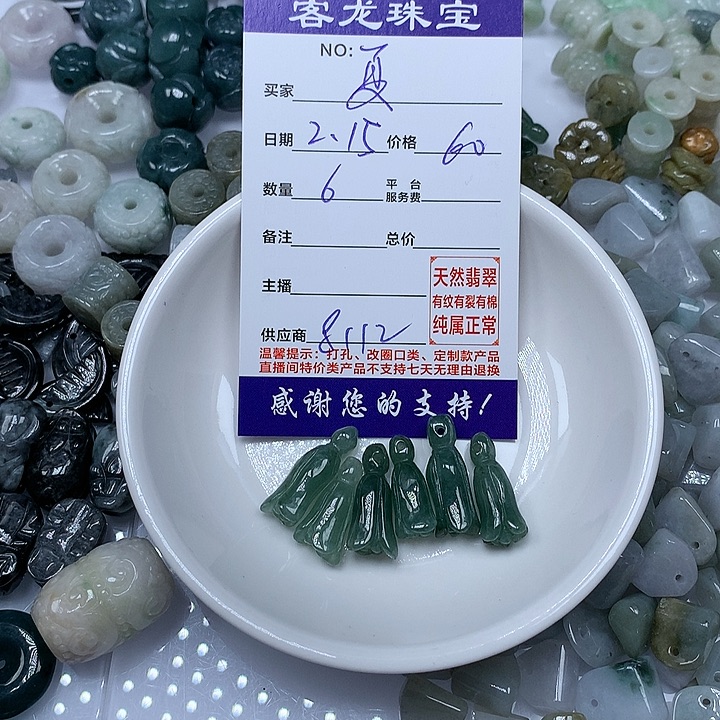 客龙珠宝
NO:
买家 夏
日期 2.15 价格 60
数量 6 平台服务费
备注 总价
主播
天然翡翠
有纹有裂有棉
纯属正常
供应商 8512
温馨提示：打孔、改圈口类、定制款产品
直播间特价类产品不支持七天无理由退换
感谢您的支持！